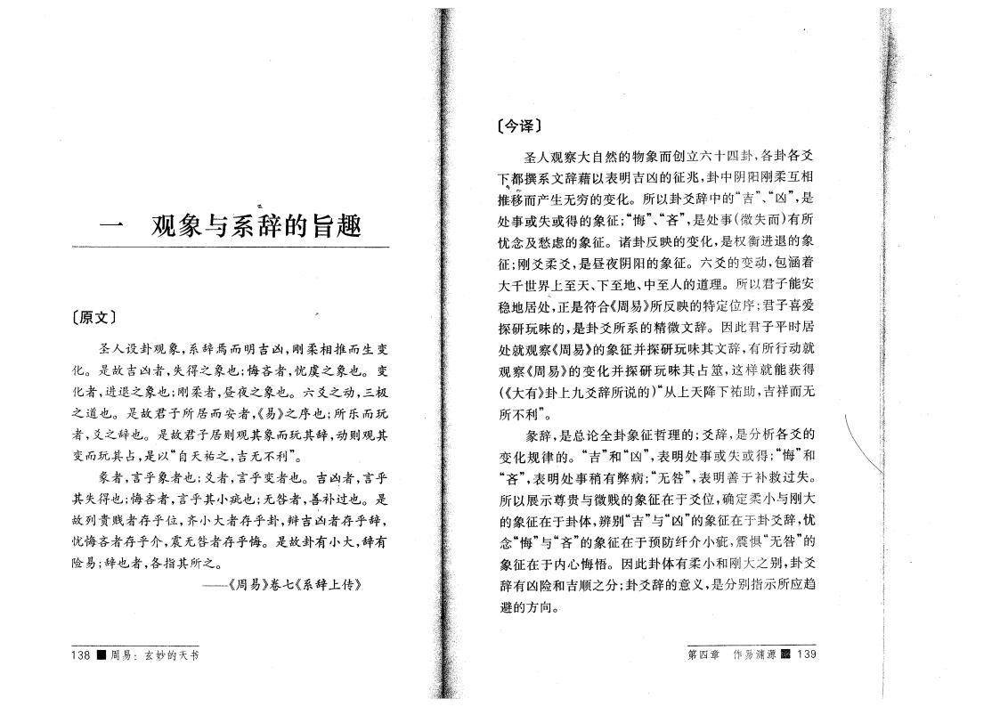 一 观象与系辞的旨趣
〔原文〕
圣人设卦观象,系辞焉而明吉凶,刚柔相推而生变
化。是故吉凶者,失得之象也;悔吝者,忧虞之象也。变
化者,进退之象也;刚柔者,昼夜之象也。六爻之动,三极
之道也。是故君子所居而安者,《易》之序也;所乐而玩
者,爻之辞也。是故君子居则观其象而玩其辞,动则观其
变而玩其占,是以“自天祐之,吉无不利”。
彖者,言乎象者也;爻者,言乎变者也。吉凶者,言乎
其失得也;悔吝者,言乎其小疵也;无咎者,善补过也。是
故列贵贱者存乎位,齐小大者存乎卦,辩吉凶者存乎辞,
忧悔吝者存乎介,震无咎者存乎悔。是故卦有小大,辞有
险易;辞也者,各指其所之。
——《周易》卷七《系辞上传》
138 ■ 周易:玄妙的天书
〔今译〕
圣人观察大自然的物象而创立六十四卦,各卦各爻
下都撰系文辞藉以表明吉凶的征兆,卦中阴阳刚柔互相
推移而产生无穷的变化。所以卦爻辞中的“吉”、“凶”,是
处事或失或得的象征;“悔”、“吝”,是处事(微失而)有所
忧念及愁虑的象征。诸卦反映的变化,是权衡进退的象
征;刚爻柔爻,是昼夜阴阳的象征。六爻的变动,包涵着
大千世界上至天、下至地、中至人的道理。所以君子能安
稳地居处,正是符合《周易》所反映的特定位序;君子喜爱
探研玩味的,是卦爻所系的精微文辞。因此君子平时居
处就观察《周易》的象征并探研玩味其文辞,有所行动就
观察《周易》的变化并探研玩味其占筮,这样就能获得
(《大有》卦上九爻辞所说的)“从上天降下祐助,吉祥而无
所不利”。
彖辞,是总论全卦象征哲理的;爻辞,是分析各爻的
变化规律的。“吉”和“凶”,表明处事或失或得;“悔”和
“吝”,表明处事稍有弊病;“无咎”,表明善于补救过失。
所以展示尊贵与微贱的象征在于爻位,确定柔小与刚大
的象征在于卦体,辨别“吉”与“凶”的象征在于卦爻辞,忧
念“悔”与“吝”的象征在于预防纤介小疵,震惧“无咎”的
象征在于内心悔悟。因此卦体有柔小和刚大之别,卦爻
辞有凶险和吉顺之分;卦爻辞的意义,是分别指示所应趋
避的方向。
第四章 作易渊源 ■ 139